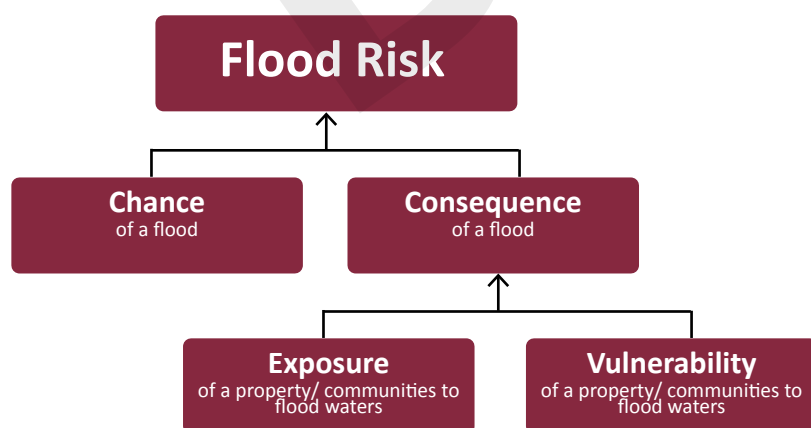 Flood Risk
Chance
of a flood
Consequence
of a flood
Exposure
of a property/ communities to
flood waters
Vulnerability
of a property/ communities to
flood waters